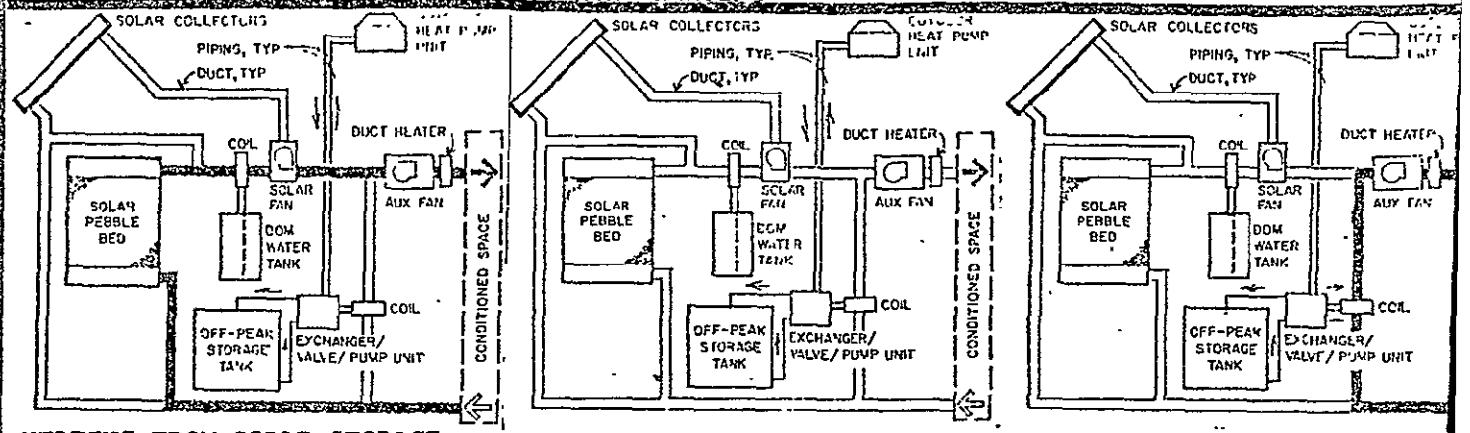 SOLAR COLLECTORS
HEAT PUMP
UNIT
PIPING, TYP
DUCT, TYP
DUCT HEATER
COIL
SOLAR
FAN
AUX FAN
SOLAR
PEBBLE
BED
DOM
WATER
TANK
CONDITIONED SPACE
COIL
OFF-PEAK
STORAGE
TANK
EXCHANGER/
VALVE/PUMP UNIT
SOLAR COLLECTORS
OUTDOOR
HEAT PUMP
UNIT
PIPING, TYP
DUCT, TYP
DUCT HEATER
COIL
SOLAR
FAN
AUX FAN
SOLAR
PEBBLE
BED
DOM
WATER
TANK
CONDITIONED SPACE
COIL
OFF-PEAK
STORAGE
TANK
EXCHANGER/
VALVE/PUMP UNIT
SOLAR COLLECTORS
HEAT
UNIT
PIPING, TYP
DUCT, TYP
DUCT HEATER
COIL
SOLAR
FAN
AUX FAN
SOLAR
PEBBLE
BED
DOM
WATER
TANK
COIL
OFF-PEAK
STORAGE
TANK
EXCHANGER/
VALVE/PUMP UNIT